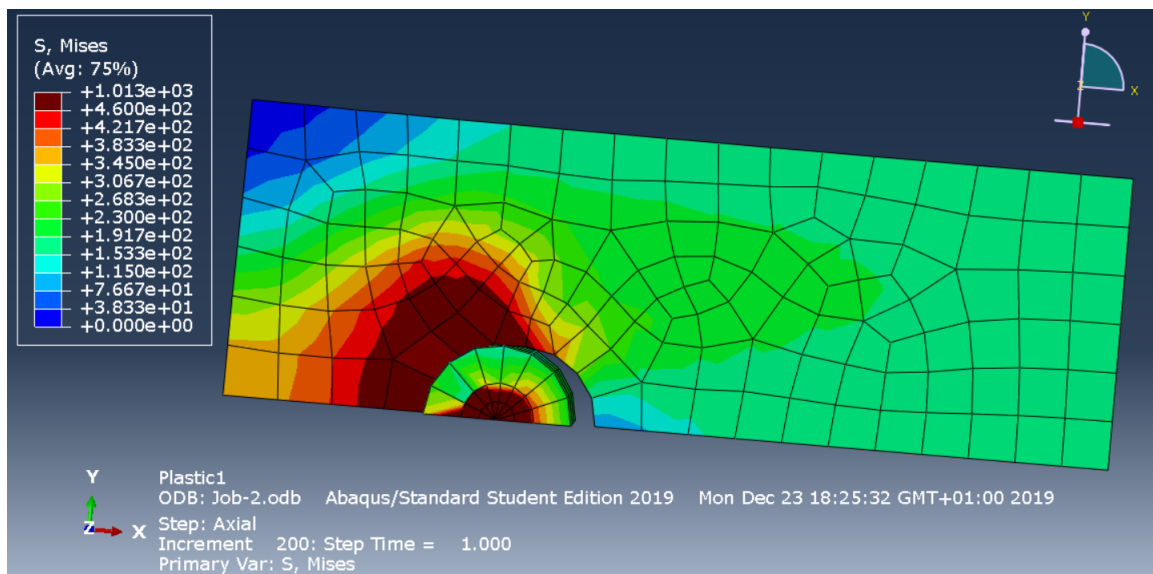 S, Mises
(Avg: 75%)
+1.013e+03
+4.600e+02
+4.217e+02
+3.833e+02
+3.450e+02
+3.067e+02
+2.683e+02
+2.300e+02
+1.917e+02
+1.533e+02
+1.150e+02
+7.667e+01
+3.833e+01
+0.000e+00
Y
Z
X
Y
Z
X
Plastic1
ODB: Job-2.odb Abaqus/Standard Student Edition 2019 Mon Dec 23 18:25:32 GMT+01:00 2019
Step: Axial
Increment 200: Step Time = 1.000
Primary Var: S, Mises